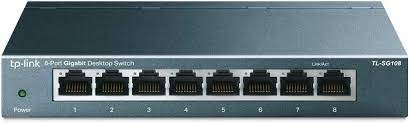 tp-link 8-Port Gigabit Desktop Switch Link/Act TL-SG108
1 2 3 4 5 6 7 8